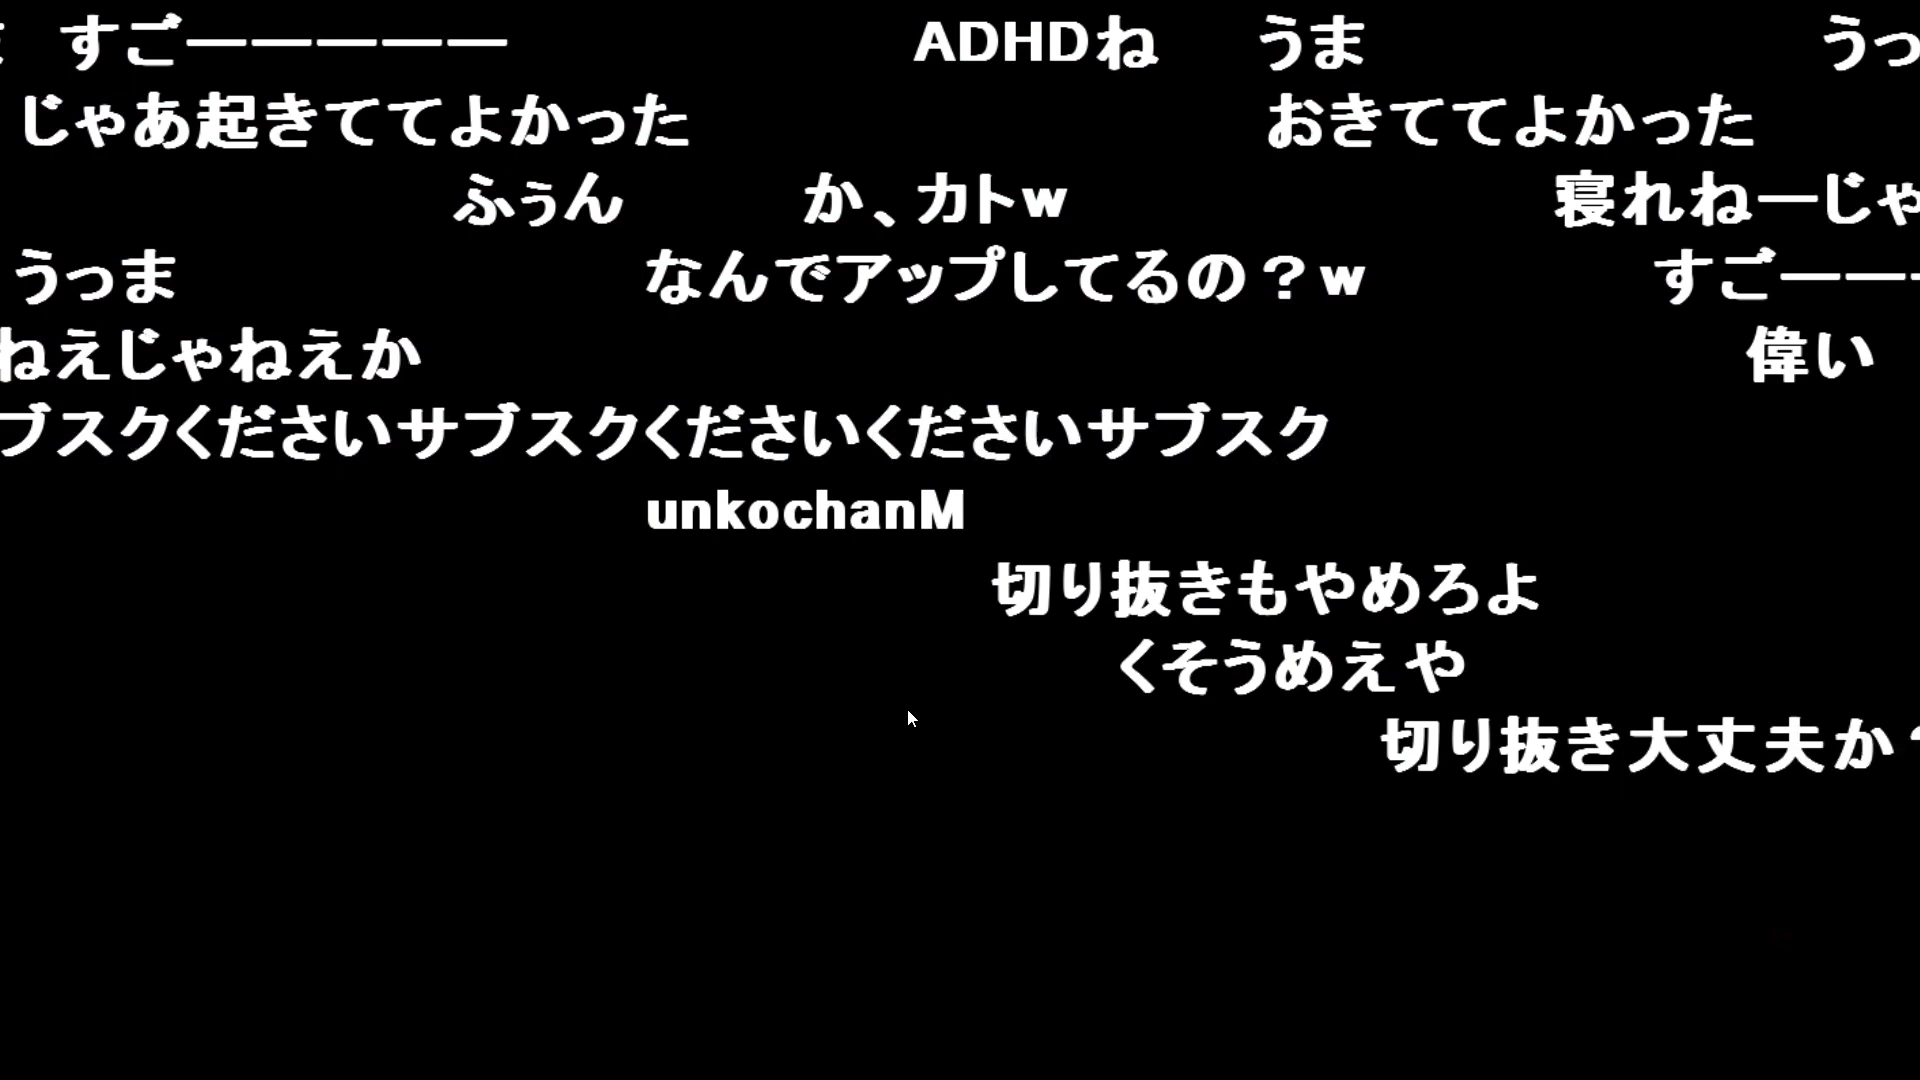 すごーーーーー ADHDね うま うっ
じゃあ起きててよかった おきててよかった
ふぅん か、カトw 寝れねーじゃ
うっま なんでアップしてるの？w すごーーー
ねえじゃねえか 偉い
ブスクくださいサブスクくださいくださいサブスク
unkochanM
切り抜きもやめろよ
くそうめえや
切り抜き大丈夫か？